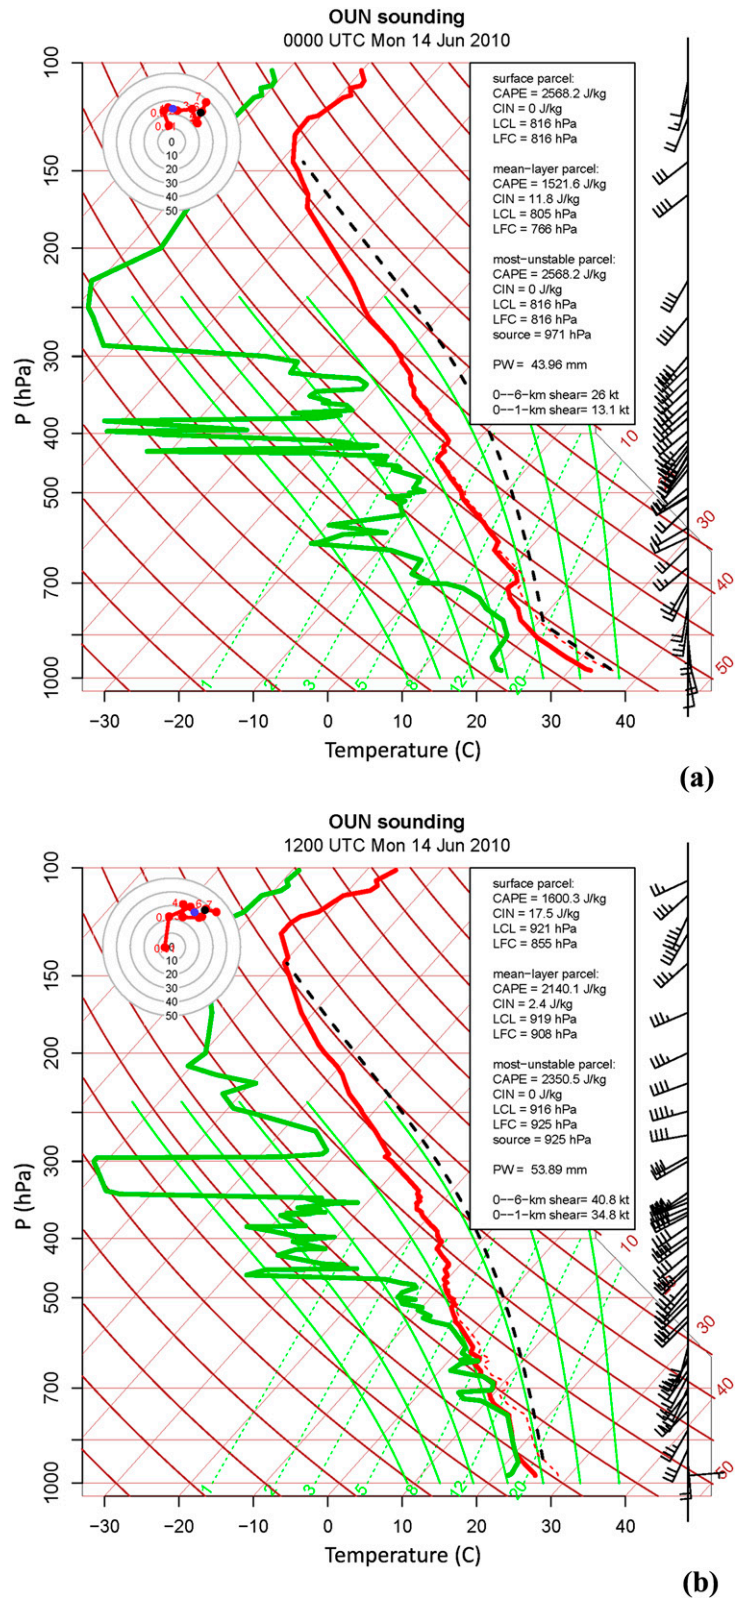 OUN sounding
0000 UTC Mon 14 Jun 2010
surface parcel:
CAPE = 2568.2 J/kg
CIN = 0 J/kg
LCL = 816 hPa
LFC = 816 hPa
mean-layer parcel:
CAPE = 1521.6 J/kg
CIN = 11.8 J/kg
LCL = 805 hPa
LFC = 766 hPa
most-unstable parcel:
CAPE = 2568.2 J/kg
CIN = 0 J/kg
LCL = 816 hPa
LFC = 816 hPa
source = 971 hPa
PW = 43.96 mm
0--6-km shear= 26 kt
0--1-km shear= 13.1 kt
0
10
20
30
40
50
P (hPa)
100
150
200
300
400
500
700
1000
10
30
40
50
1 2 3 5 8 12 20
−30 −20 −10 0 10 20 30 40
Temperature (C)
(a)
OUN sounding
1200 UTC Mon 14 Jun 2010
surface parcel:
CAPE = 1600.3 J/kg
CIN = 17.5 J/kg
LCL = 921 hPa
LFC = 855 hPa
mean-layer parcel:
CAPE = 2140.1 J/kg
CIN = 2.4 J/kg
LCL = 919 hPa
LFC = 908 hPa
most-unstable parcel:
CAPE = 2350.5 J/kg
CIN = 0 J/kg
LCL = 916 hPa
LFC = 925 hPa
source = 925 hPa
PW = 53.89 mm
0--6-km shear= 40.8 kt
0--1-km shear= 34.8 kt
0
10
20
30
40
50
P (hPa)
100
150
200
300
400
500
700
1000
10
30
40
50
1 2 3 5 8 12 20
−30 −20 −10 0 10 20 30 40
Temperature (C)
(b)